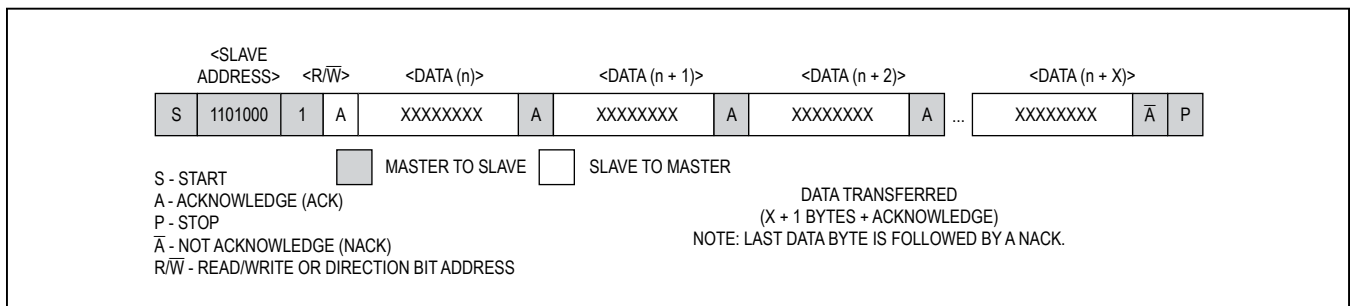 <SLAVE
ADDRESS> <R/W̅> <DATA (n)> <DATA (n + 1)> <DATA (n + 2)> <DATA (n + X)>
S 1101000 1 A XXXXXXXX A XXXXXXXX A XXXXXXXX A ... XXXXXXXX A̅ P
MASTER TO SLAVE SLAVE TO MASTER
S - START
A - ACKNOWLEDGE (ACK)
P - STOP
A̅ - NOT ACKNOWLEDGE (NACK)
R/W̅ - READ/WRITE OR DIRECTION BIT ADDRESS
DATA TRANSFERRED
(X + 1 BYTES + ACKNOWLEDGE)
NOTE: LAST DATA BYTE IS FOLLOWED BY A NACK.